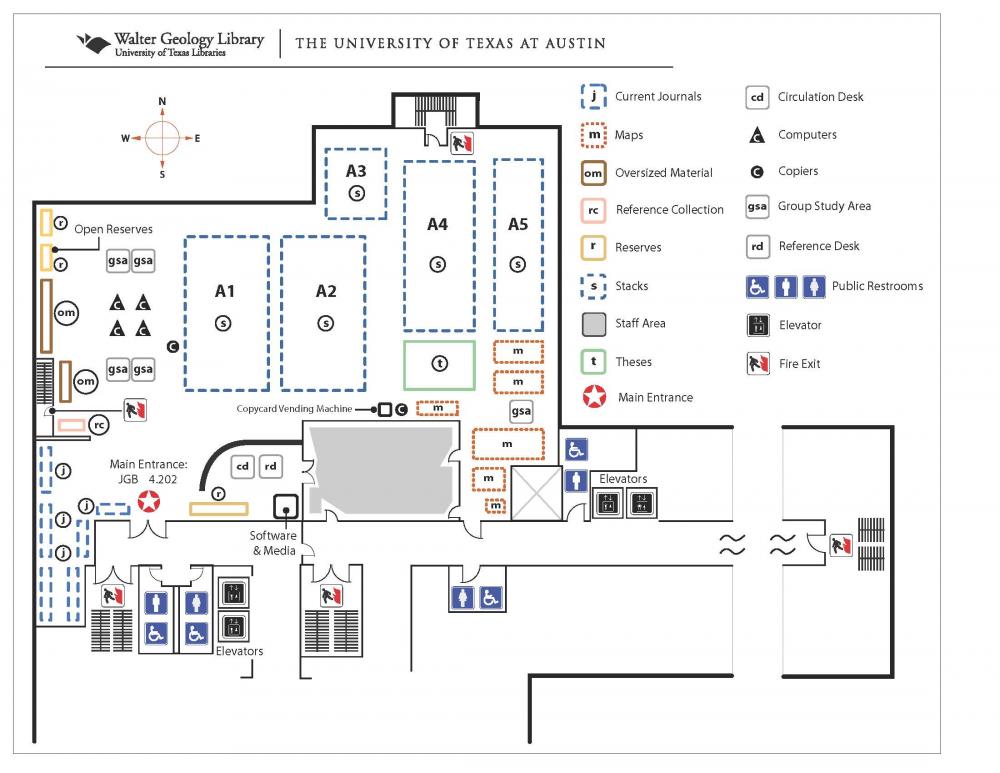 Walter Geology Library
University of Texas Libraries
THE UNIVERSITY OF TEXAS AT AUSTIN
N
W E
S
j Current Journals
m Maps
om Oversized Material
rc Reference Collection
r Reserves
s Stacks
Staff Area
t Theses
Main Entrance
cd Circulation Desk
C Computers
C Copiers
gsa Group Study Area
rd Reference Desk
Public Restrooms
Elevator
Fire Exit
A3
s
A4
s
A5
s
r
Open Reserves
r
gsa gsa
A1
s
A2
s
om
C C
C C
C
gsa gsa
om
t
m
m
Copycard Vending Machine
C
m
gsa
rc
m
j
Main Entrance:
JGB 4.202
cd rd
r
m
m
Elevators
j
j
j
Software
& Media
Elevators